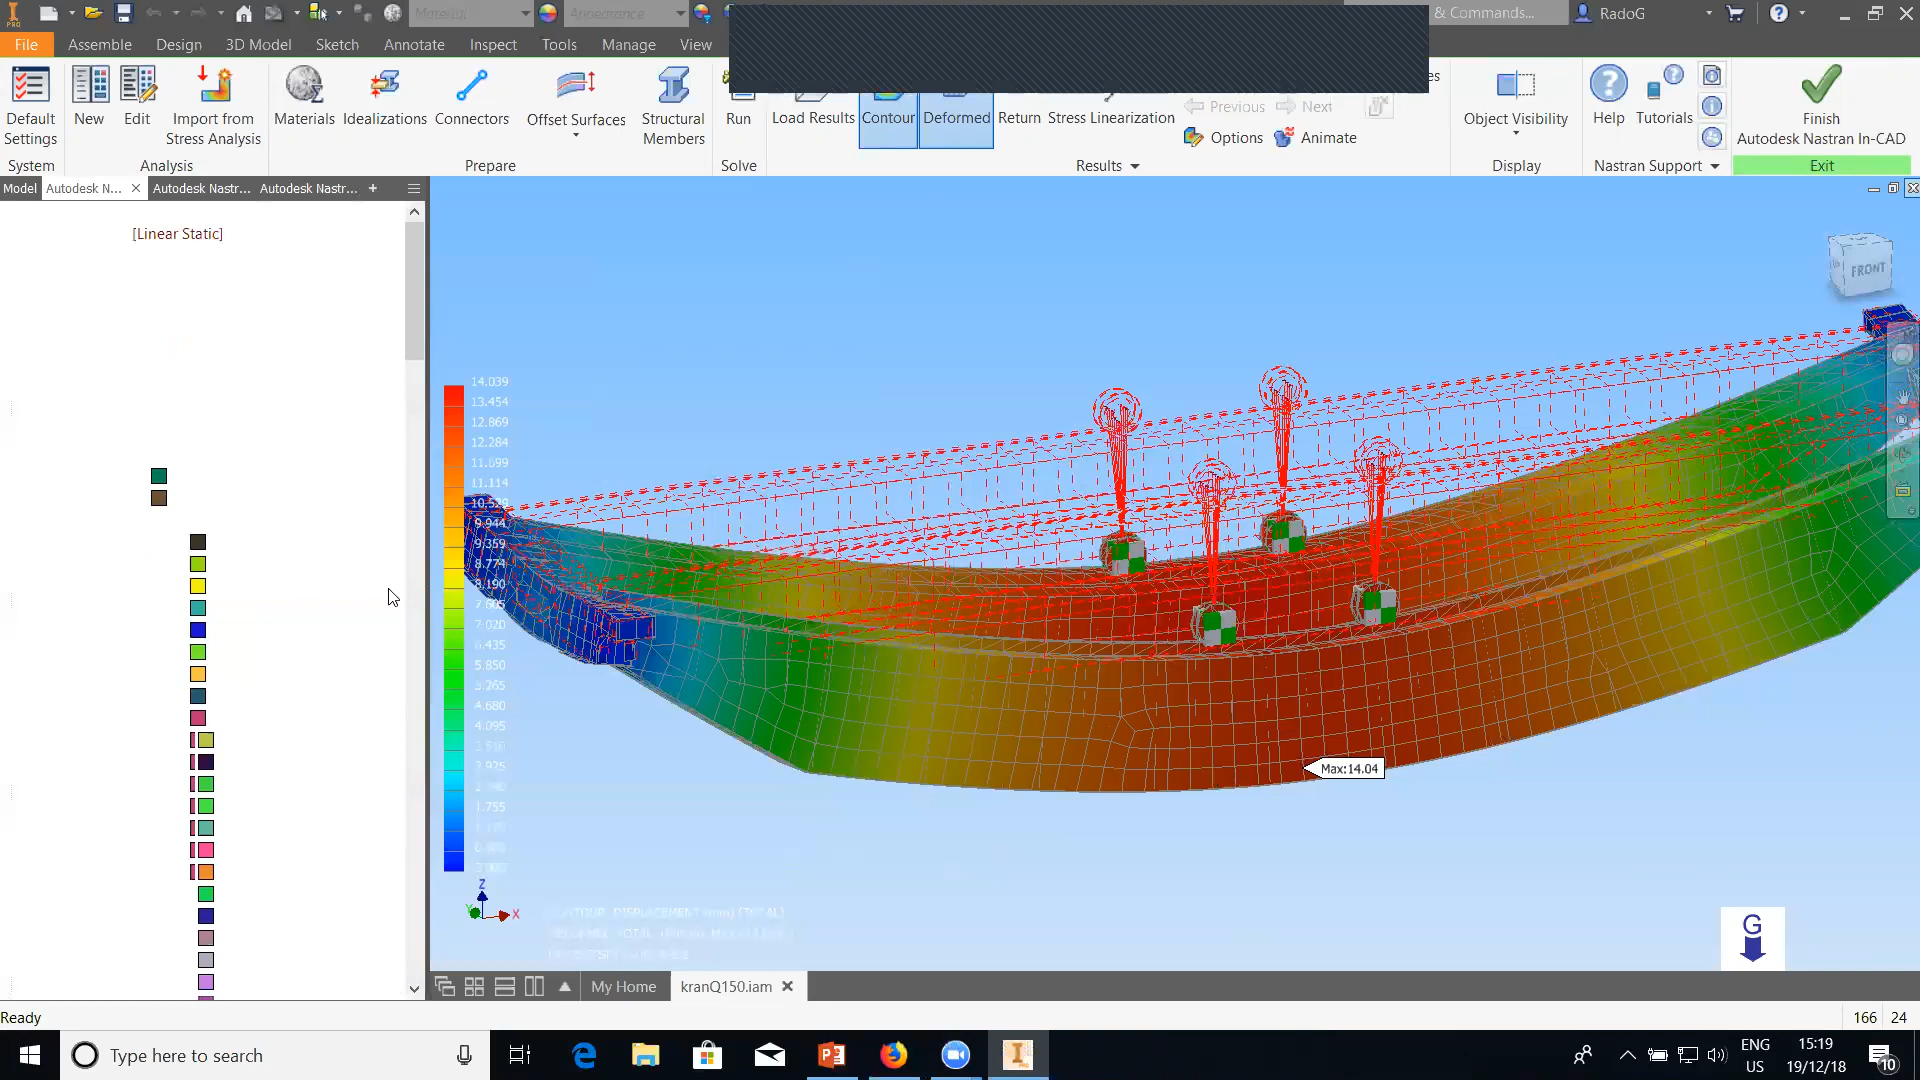 Material
Appearance
& Commands...
RadoG
File
Assemble
Design
3D Model
Sketch
Annotate
Inspect
Tools
Manage
View
Default
Settings
New
Edit
Import from
Stress Analysis
Materials
Idealizations
Connectors
Offset Surfaces
Structural
Members
Run
Load Results
Contour
Deformed
Return
Stress Linearization
Previous
Next
Options
Animate
Object Visibility
Help
Tutorials
Finish
Autodesk Nastran In-CAD
System
Analysis
Prepare
Solve
Results
Display
Nastran Support
Exit
Model
Autodesk N...
Autodesk Nastr...
Autodesk Nastr...
[Linear Static]
FRONT
14.039
13.454
12.869
12.284
11.699
11.114
10.529
9.944
9.359
8.774
8.190
7.605
7.020
6.435
5.850
5.265
4.680
4.095
3.510
2.925
1.755
Max:14.04
Z
Y
X
G
My Home
kranQ150.iam
Ready
166 24
Type here to search
ENG
US
15:19
19/12/18
10